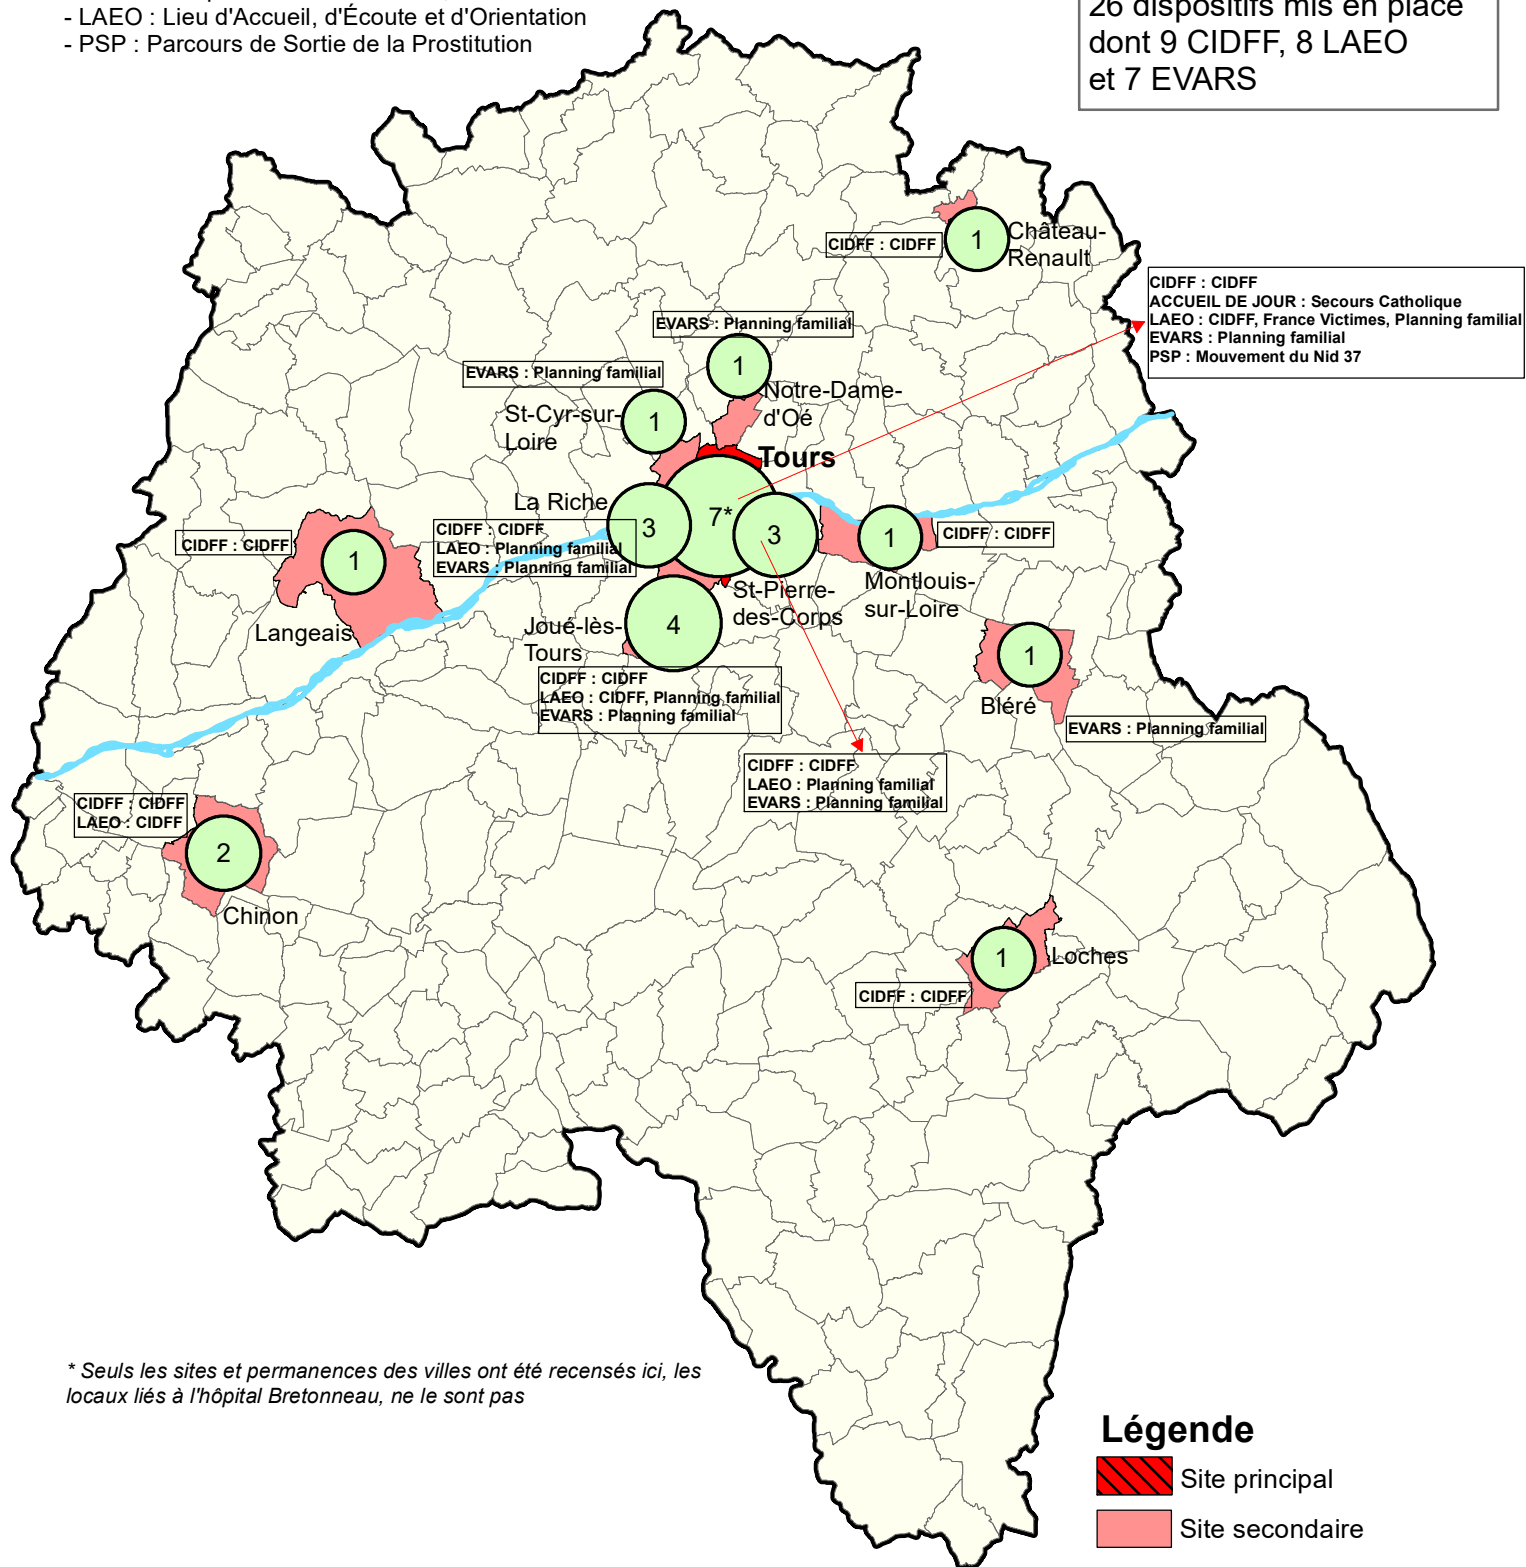 - LAEO : Lieu d'Accueil, d'Écoute et d'Orientation
- PSP : Parcours de Sortie de la Prostitution
26 dispositifs mis en place
dont 9 CIDFF, 8 LAEO
et 7 EVARS
CIDFF : CIDFF
1
Château-
Renault
CIDFF : CIDFF
ACCUEIL DE JOUR : Secours Catholique
LAEO : CIDFF, France Victimes, Planning familial
EVARS : Planning familial
PSP : Mouvement du Nid 37
EVARS : Planning familial
1
Notre-Dame-
d'Oé
EVARS : Planning familial
1
St-Cyr-sur-
Loire
Tours
7*
La Riche
3
CIDFF : CIDFF
LAEO : Planning familial
EVARS : Planning familial
3
St-Pierre-
des-Corps
1
CIDFF : CIDFF
Montlouis-
sur-Loire
CIDFF : CIDFF
1
Langeais
Joué-lès-
Tours
4
CIDFF : CIDFF
LAEO : CIDFF, Planning familial
EVARS : Planning familial
1
Bléré
EVARS : Planning familial
CIDFF : CIDFF
LAEO : Planning familial
EVARS : Planning familial
CIDFF : CIDFF
LAEO : CIDFF
2
Chinon
1
Loches
CIDFF : CIDFF
* Seuls les sites et permanences des villes ont été recensés ici, les
locaux liés à l'hôpital Bretonneau, ne le sont pas
Légende
Site principal
Site secondaire